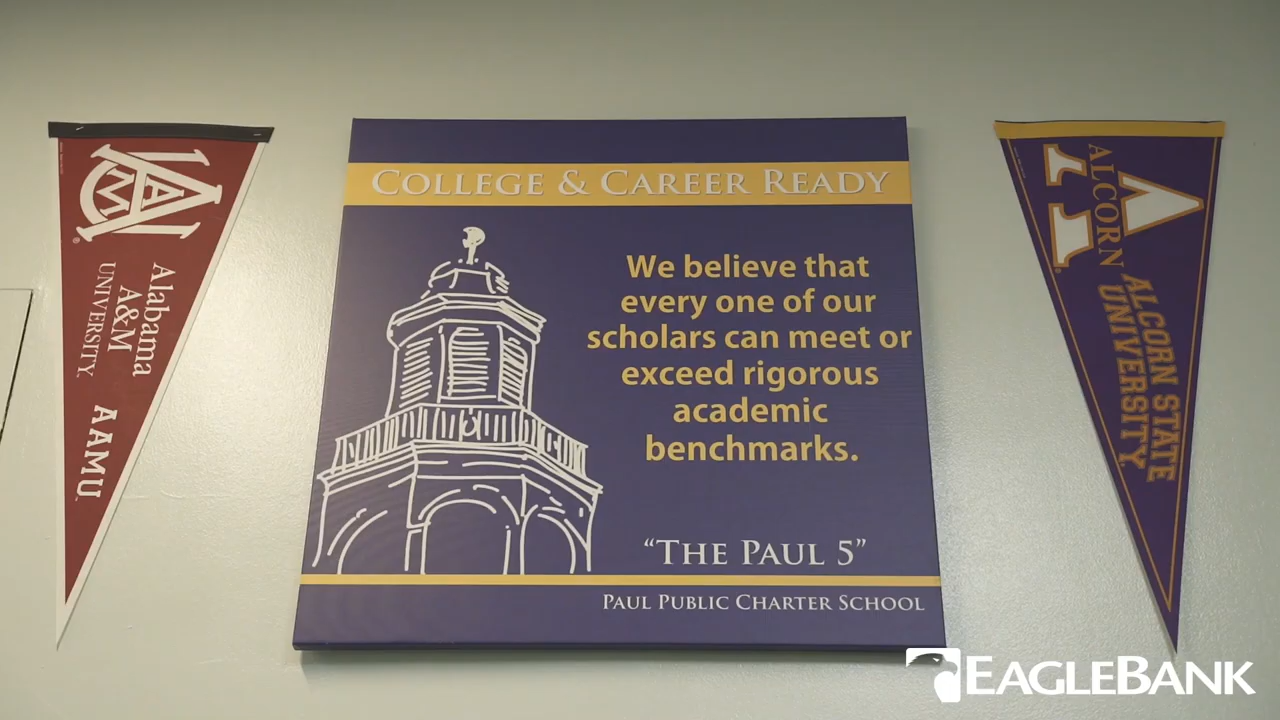 AAM
Alabama
A&M
UNIVERSITY
AAMU
COLLEGE & CAREER READY
We believe that
every one of our
scholars can meet or
exceed rigorous
academic
benchmarks.
“THE PAUL 5”
PAUL PUBLIC CHARTER SCHOOL
A
ALCORN
ALCORN STATE
UNIVERSITY
EAGLEBANK